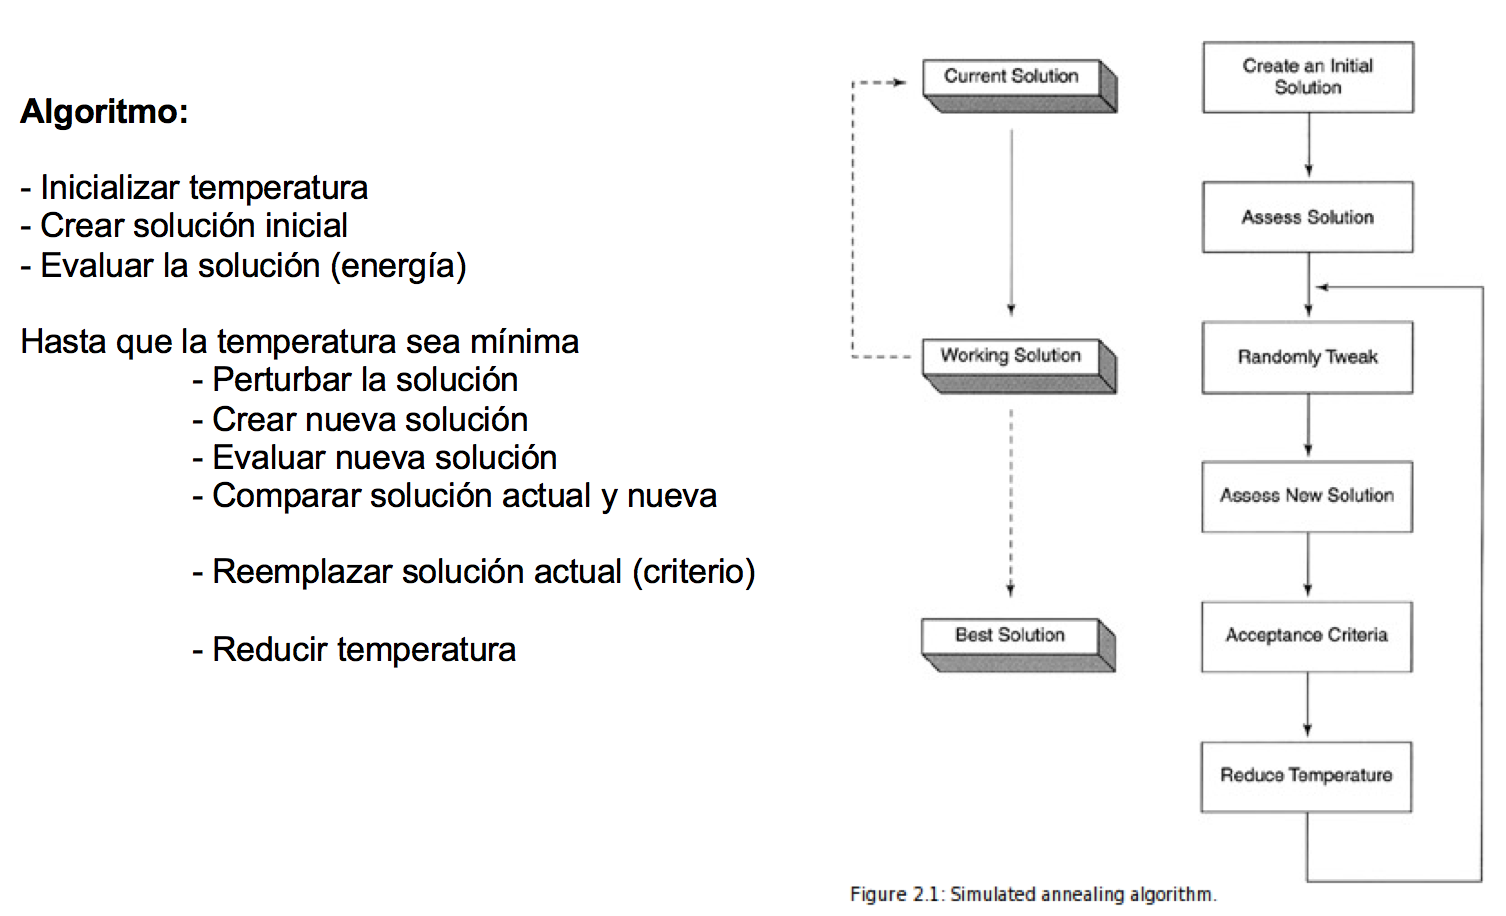 Algoritmo:
- Inicializar temperatura
- Crear solución inicial
- Evaluar la solución (energía)
Hasta que la temperatura sea mínima
- Perturbar la solución
- Crear nueva solución
- Evaluar nueva solución
- Comparar solución actual y nueva
- Reemplazar solución actual (criterio)
- Reducir temperatura
Current Solution
Working Solution
Best Solution
Create an Initial
Solution
Assess Solution
Randomly Tweak
Assess New Solution
Acceptance Criteria
Reduce Temperature
Figure 2.1: Simulated annealing algorithm.